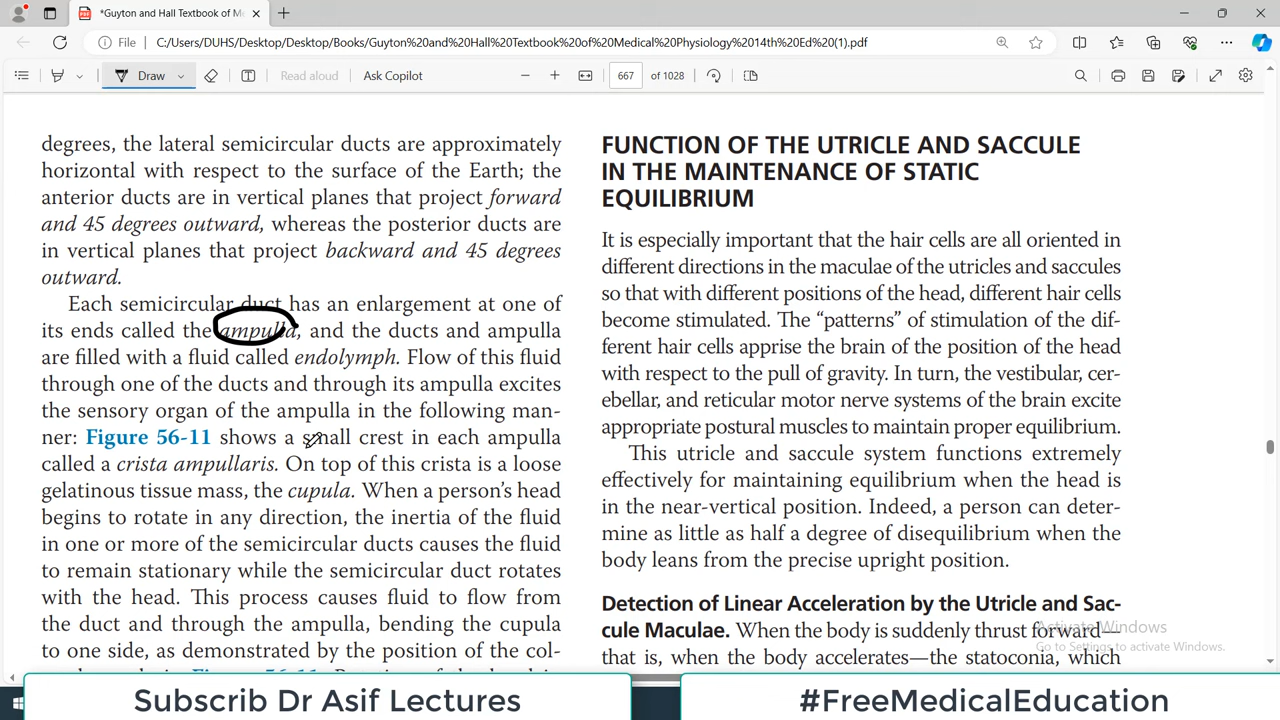 *Guyton and Hall Textbook of Me
File
C:/Users/DUHS/Desktop/Desktop/Books/Guyton%20and%20Hall%20Textbook%20of%20Medical%20Physiology%2014th%20Ed%20(1).pdf
Draw
Read aloud
Ask Copilot
667 of 1028
degrees, the lateral semicircular ducts are approximately
horizontal with respect to the surface of the Earth; the
anterior ducts are in vertical planes that project forward
and 45 degrees outward, whereas the posterior ducts are
in vertical planes that project backward and 45 degrees
outward.
Each semicircular duct has an enlargement at one of
its ends called the ampulla, and the ducts and ampulla
are filled with a fluid called endolymph. Flow of this fluid
through one of the ducts and through its ampulla excites
the sensory organ of the ampulla in the following man-
ner: Figure 56-11 shows a small crest in each ampulla
called a crista ampullaris. On top of this crista is a loose
gelatinous tissue mass, the cupula. When a person's head
begins to rotate in any direction, the inertia of the fluid
in one or more of the semicircular ducts causes the fluid
to remain stationary while the semicircular duct rotates
with the head. This process causes fluid to flow from
the duct and through the ampulla, bending the cupula
to one side, as demonstrated by the position of the col-
FUNCTION OF THE UTRICLE AND SACCULE
IN THE MAINTENANCE OF STATIC
EQUILIBRIUM
It is especially important that the hair cells are all oriented in
different directions in the maculae of the utricles and saccules
so that with different positions of the head, different hair cells
become stimulated. The “patterns” of stimulation of the dif-
ferent hair cells apprise the brain of the position of the head
with respect to the pull of gravity. In turn, the vestibular, cer-
ebellar, and reticular motor nerve systems of the brain excite
appropriate postural muscles to maintain proper equilibrium.
This utricle and saccule system functions extremely
effectively for maintaining equilibrium when the head is
in the near-vertical position. Indeed, a person can deter-
mine as little as half a degree of disequilibrium when the
body leans from the precise upright position.
Detection of Linear Acceleration by the Utricle and Sac-
cule Maculae. When the body is suddenly thrust forward—
that is, when the body accelerates—the statoconia, which
Activate Windows
Go to Settings to activate Windows.
Subscrib Dr Asif Lectures
#FreeMedicalEducation